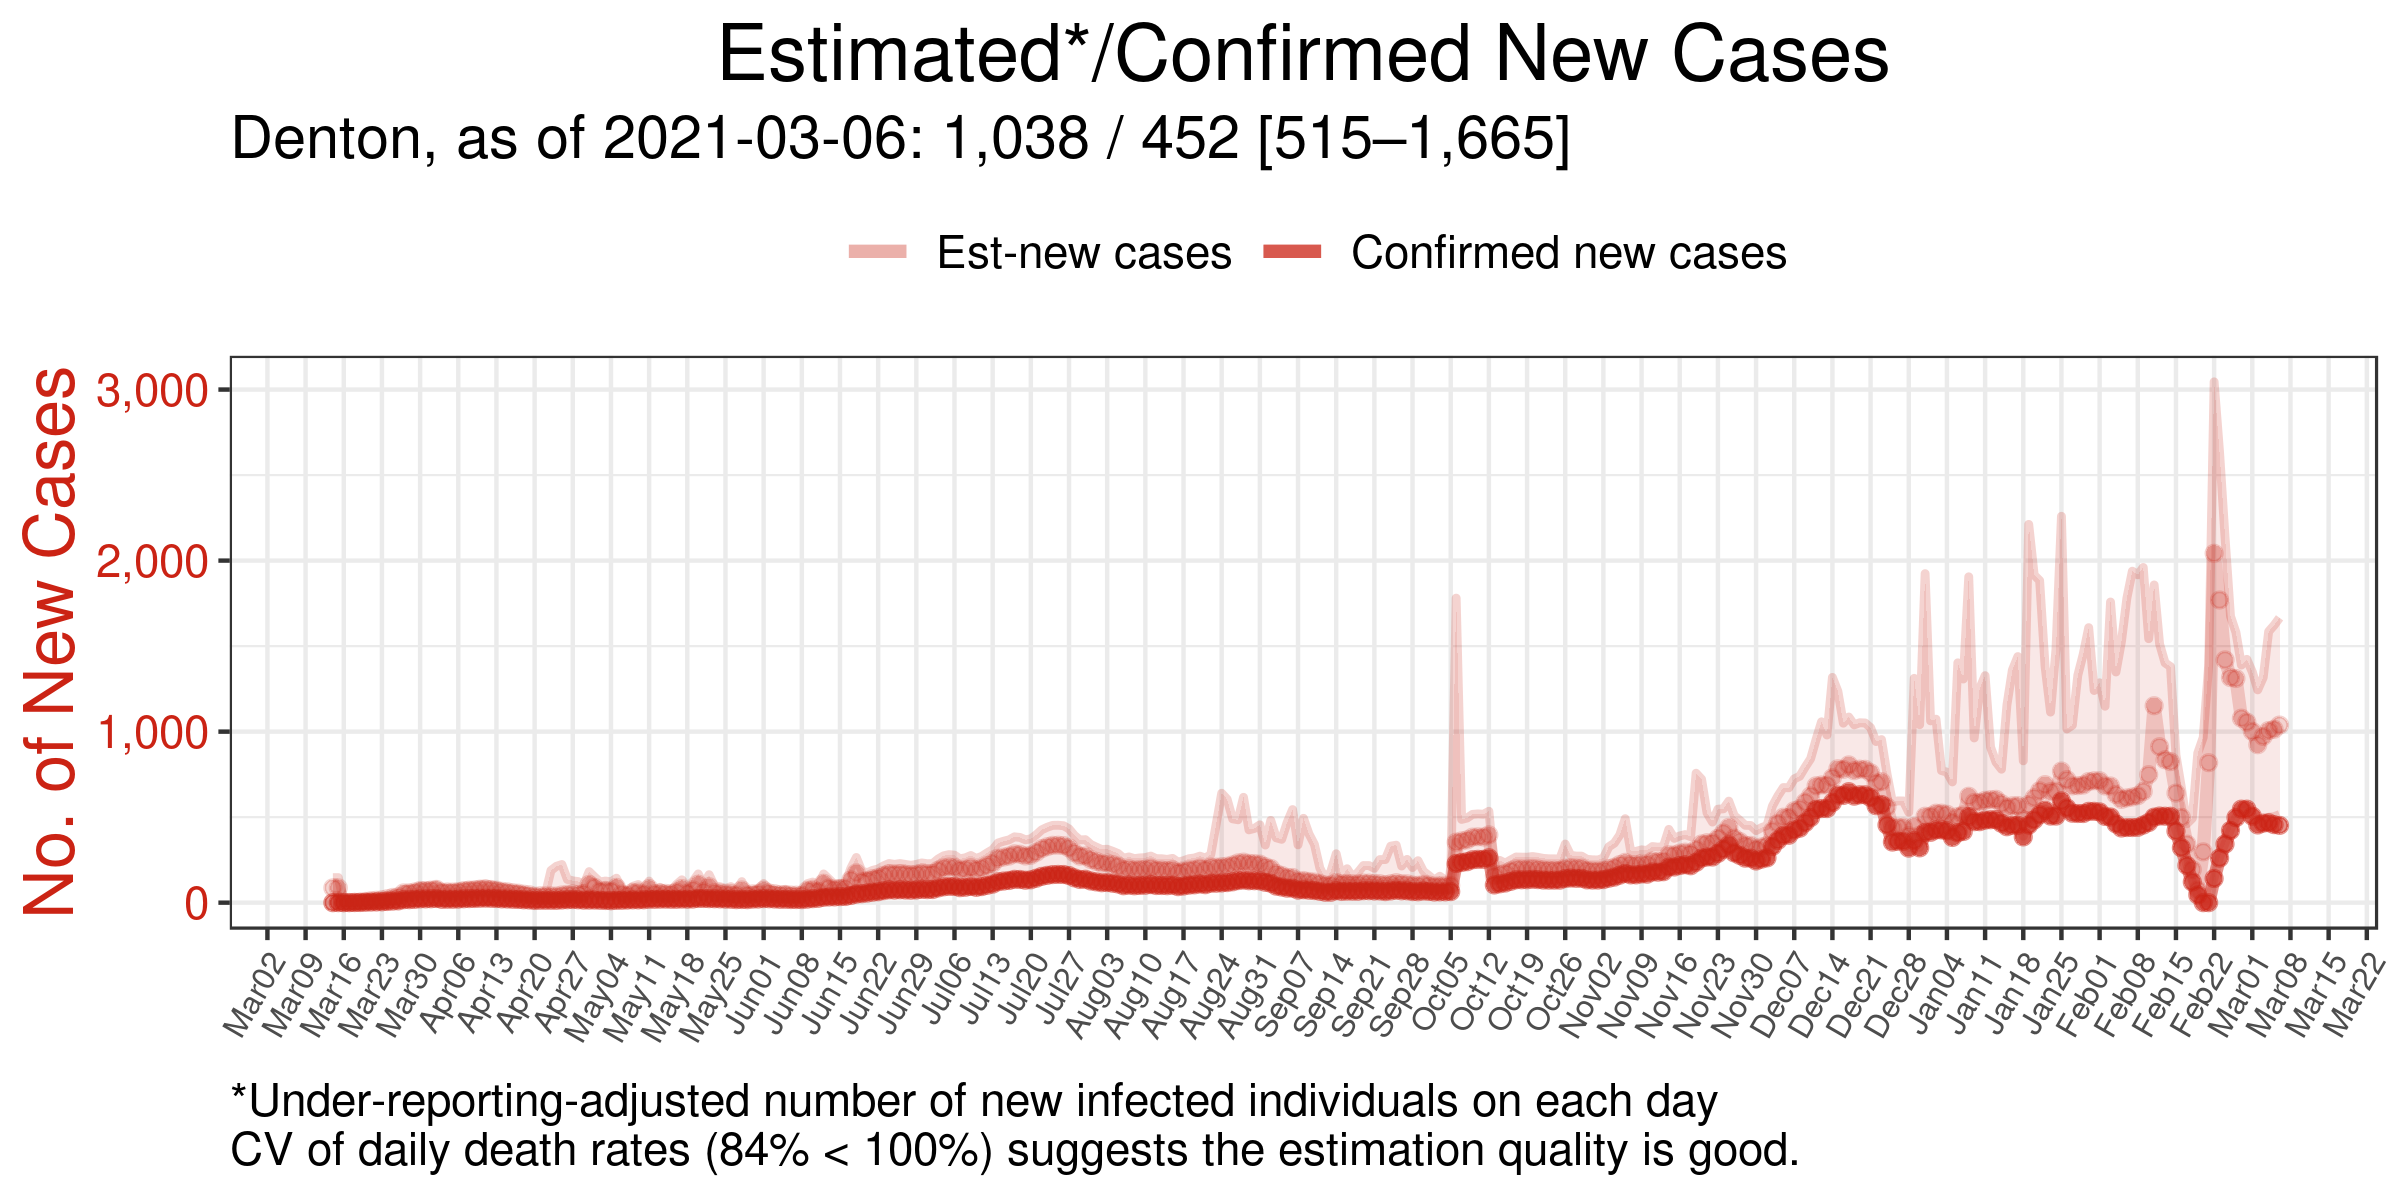 Estimated*/Confirmed New Cases
Denton, as of 2021-03-06: 1,038 / 452 [515–1,665]
Est-new cases Confirmed new cases
No. of New Cases
3,000
2,000
1,000
0
Mar02 Mar09 Mar16 Mar23 Mar30 Apr06 Apr13 Apr20 Apr27 May04 May11 May18 May25 Jun01 Jun08 Jun15 Jun22 Jun29 Jul06 Jul13 Jul20 Jul27 Aug03 Aug10 Aug17 Aug24 Aug31 Sep07 Sep14 Sep21 Sep28 Oct05 Oct12 Oct19 Oct26 Nov02 Nov09 Nov16 Nov23 Nov30 Dec07 Dec14 Dec21 Dec28 Jan04 Jan11 Jan18 Jan25 Feb01 Feb08 Feb15 Feb22 Mar01 Mar08 Mar15 Mar22
*Under-reporting-adjusted number of new infected individuals on each day
CV of daily death rates (84% < 100%) suggests the estimation quality is good.